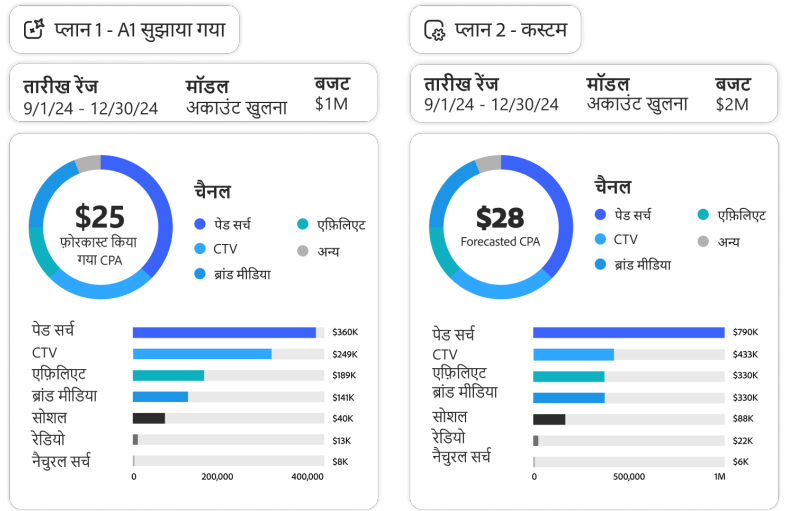 प्लान 1 - A1 सुझाया गया
तारीख रेंज
मॉडल
बजट
9/1/24 - 12/30/24
अकाउंट खुलना
$1M
$25
फ़ोरकास्ट किया
गया CPA
चैनल
पेड सर्च
एफ़िलिएट
CTV
अन्य
ब्रांड मीडिया
पेड सर्च
$360K
CTV
$249K
एफ़िलिएट
$189K
ब्रांड मीडिया
$141K
सोशल
$40K
रेडियो
$13K
नैचुरल सर्च
$8K
0
200,000
400,000
प्लान 2 - कस्टम
तारीख रेंज
मॉडल
बजट
9/1/24 - 12/30/24
अकाउंट खुलना
$2M
$28
Forecasted CPA
चैनल
पेड सर्च
एफ़िलिएट
CTV
अन्य
ब्रांड मीडिया
पेड सर्च
$790K
CTV
$433K
एफ़िलिएट
$330K
ब्रांड मीडिया
$330K
सोशल
$88K
रेडियो
$22K
नैचुरल सर्च
$6K
0
500,000
1M